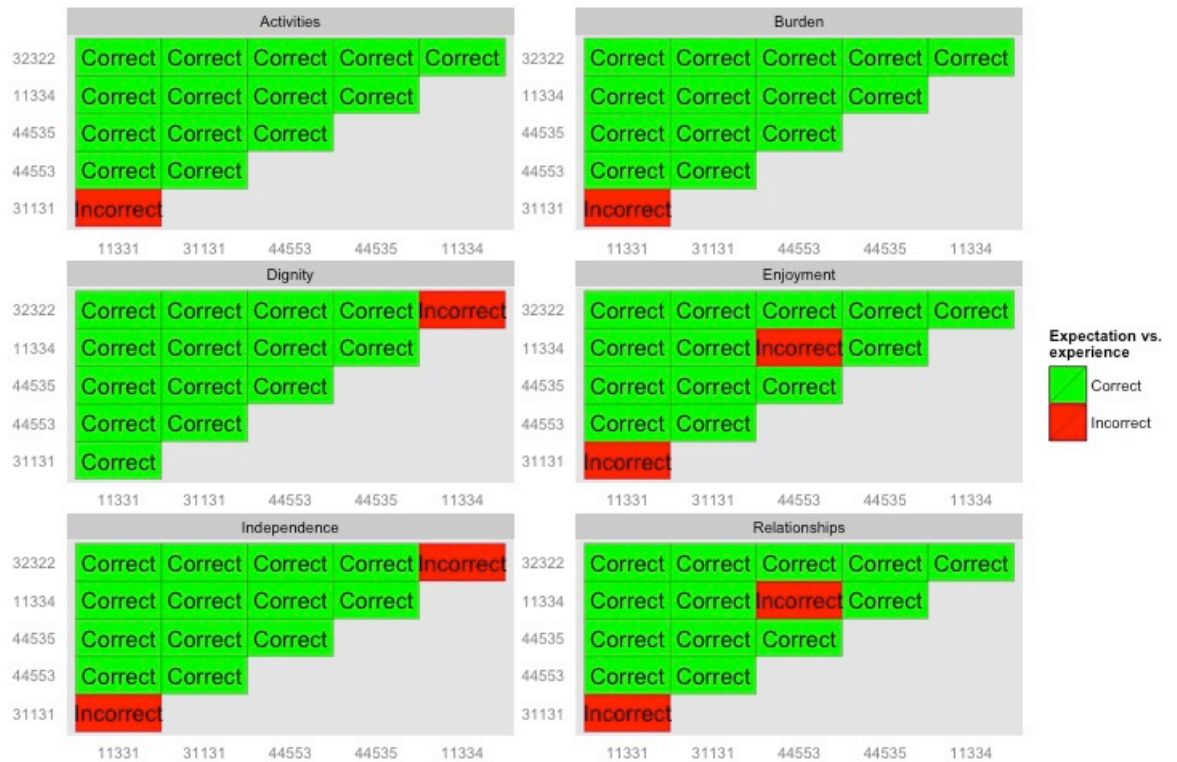 Activities
32322 Correct Correct Correct Correct Correct
11334 Correct Correct Correct Correct
44535 Correct Correct Correct
44553 Correct Correct
31131 Incorrect
11331 31131 44553 44535 11334
Burden
32322 Correct Correct Correct Correct Correct
11334 Correct Correct Correct Correct
44535 Correct Correct Correct
44553 Correct Correct
31131 Incorrect
11331 31131 44553 44535 11334
Dignity
32322 Correct Correct Correct Correct Incorrect
11334 Correct Correct Correct Correct
44535 Correct Correct Correct
44553 Correct Correct
31131 Correct
11331 31131 44553 44535 11334
Enjoyment
32322 Correct Correct Correct Correct Correct
11334 Correct Correct Incorrect Correct
44535 Correct Correct Correct
44553 Correct Correct
31131 Incorrect
11331 31131 44553 44535 11334
Independence
32322 Correct Correct Correct Correct Incorrect
11334 Correct Correct Correct Correct
44535 Correct Correct Correct
44553 Correct Correct
31131 Incorrect
11331 31131 44553 44535 11334
Relationships
32322 Correct Correct Correct Correct Correct
11334 Correct Correct Incorrect Correct
44535 Correct Correct Correct
44553 Correct Correct
31131 Incorrect
11331 31131 44553 44535 11334
Expectation vs.
experience
Correct
Incorrect